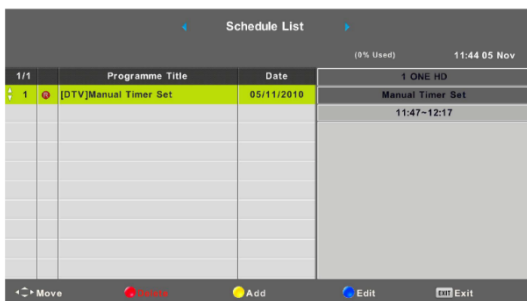 Schedule List
(0% Used) 11:44 05 Nov
1/1 Programme Title Date 1 ONE HD
1 R [DTV]Manual Timer Set 05/11/2010 Manual Timer Set
11:47~12:17
Move Delete Add Edit EXIT Exit